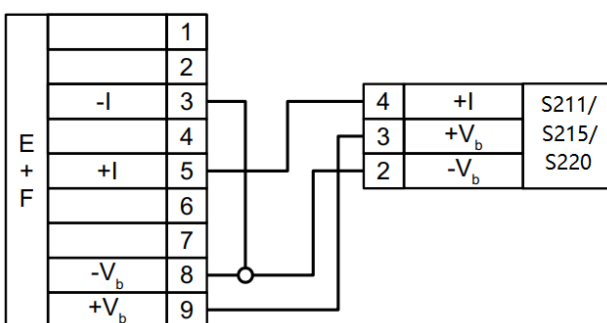 E
+
F
1
2
-I 3
4
+I 5
6
7
-Vb 8
+Vb 9
4 +I
3 +Vb
2 -Vb
S211/
S215/
S220